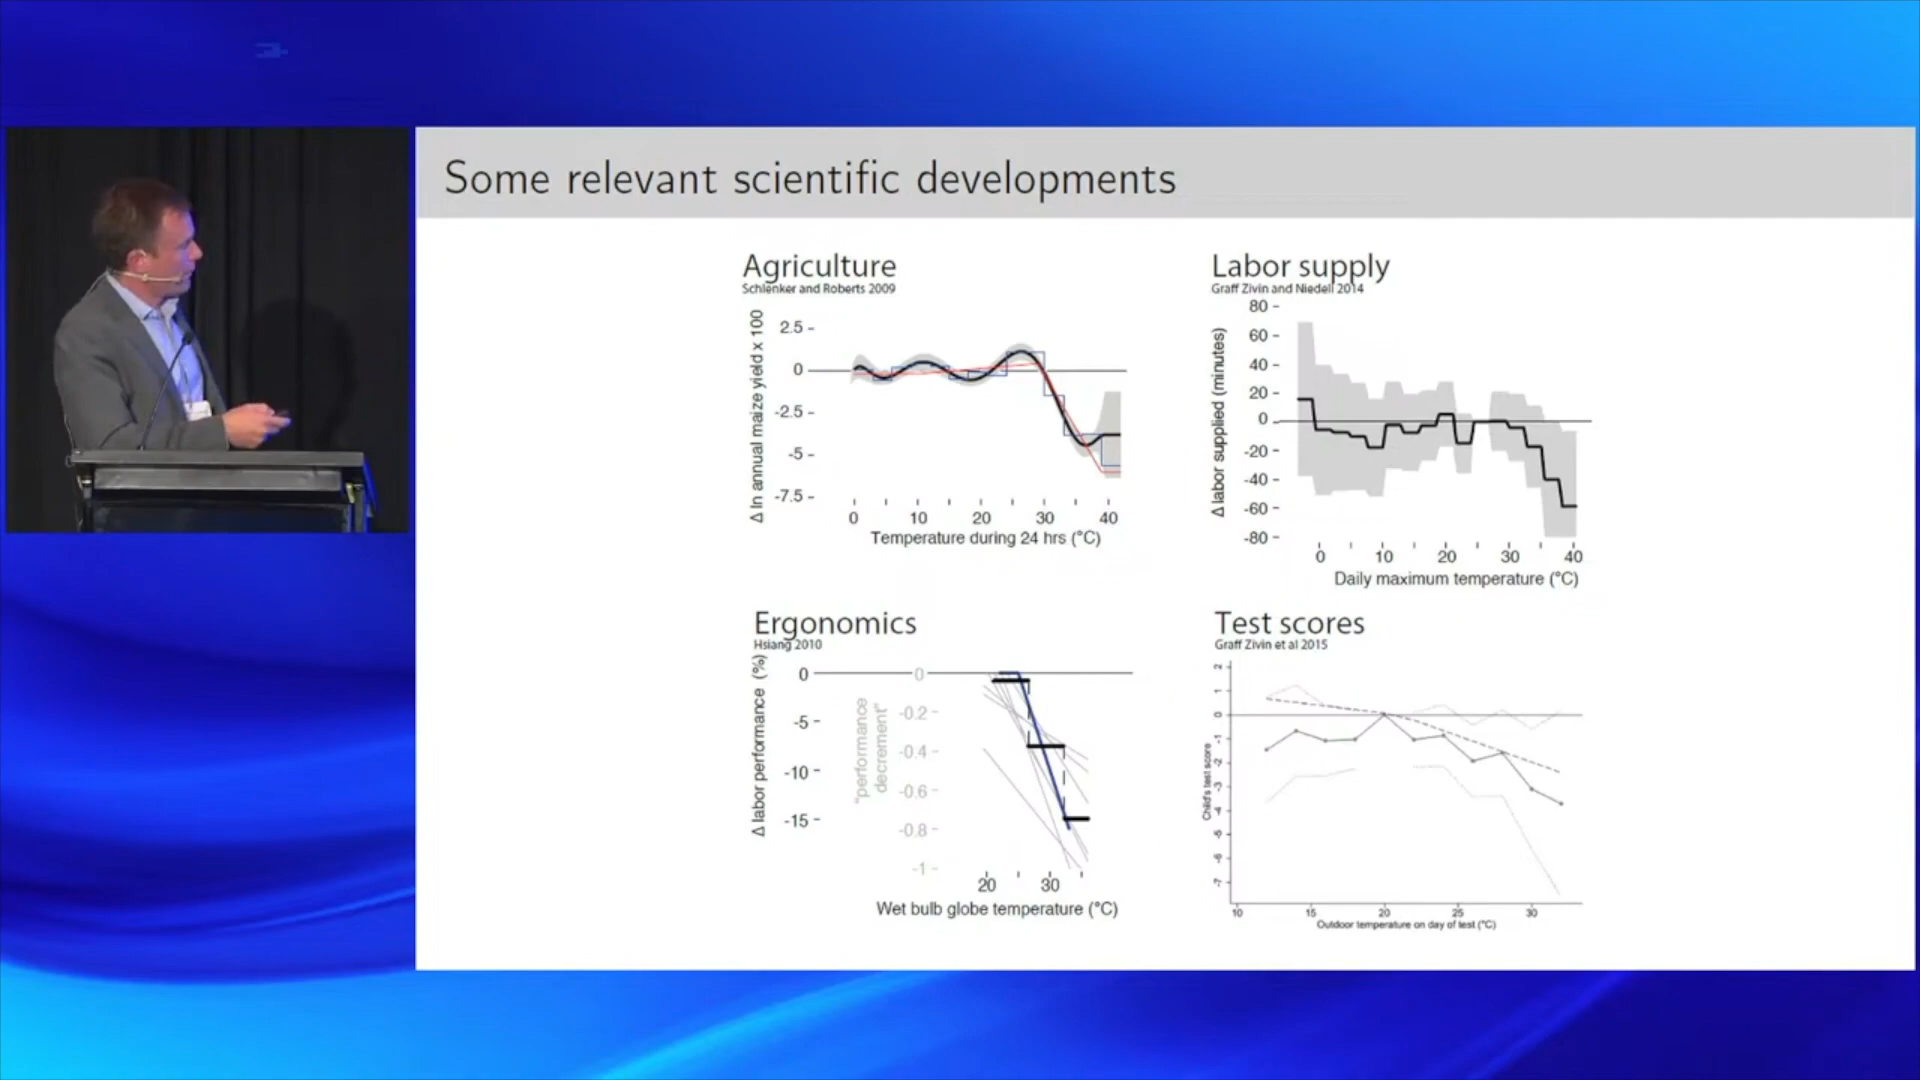 Some relevant scientific developments
Agriculture
Schlenker and Roberts 2009
Δ ln annual maize yield x 100
2.5
0
-2.5
-5
-7.5
0 10 20 30 40
Temperature during 24 hrs (°C)
Labor supply
Graff Zivin and Niedell 2014
Δ labor supplied (minutes)
80
60
40
20
0
-20
-40
-60
-80
0 10 20 30 40
Daily maximum temperature (°C)
Ergonomics
Hsiang 2010
Δ labor performance (%)
0
-5
-10
-15
"performance
decrement"
0
-0.2
-0.4
-0.6
-0.8
-1
20 30
Wet bulb globe temperature (°C)
Test scores
Graff Zivin et al 2015
Child's test score
2
1
0
-1
-2
-3
-4
-5
-6
-7
10 15 20 25 30
Outdoor temperature on day of test (°C)